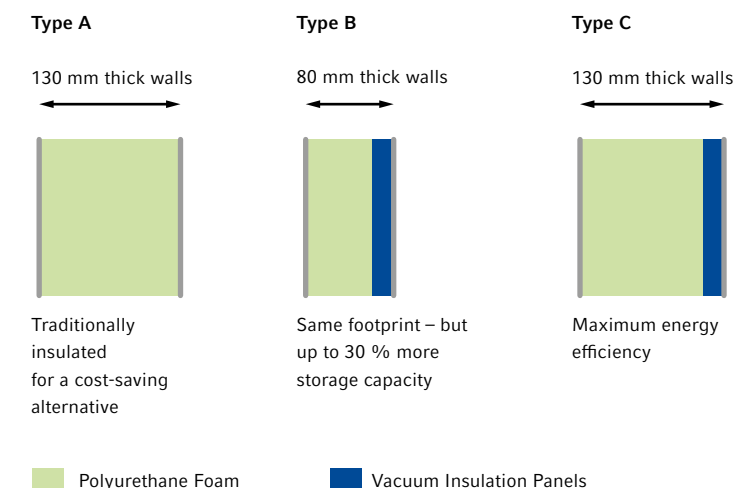 Type A
130 mm thick walls
Traditionally
insulated
for a cost-saving
alternative
Type B
80 mm thick walls
Same footprint – but
up to 30 % more
storage capacity
Type C
130 mm thick walls
Maximum energy
efficiency
Polyurethane Foam
Vacuum Insulation Panels